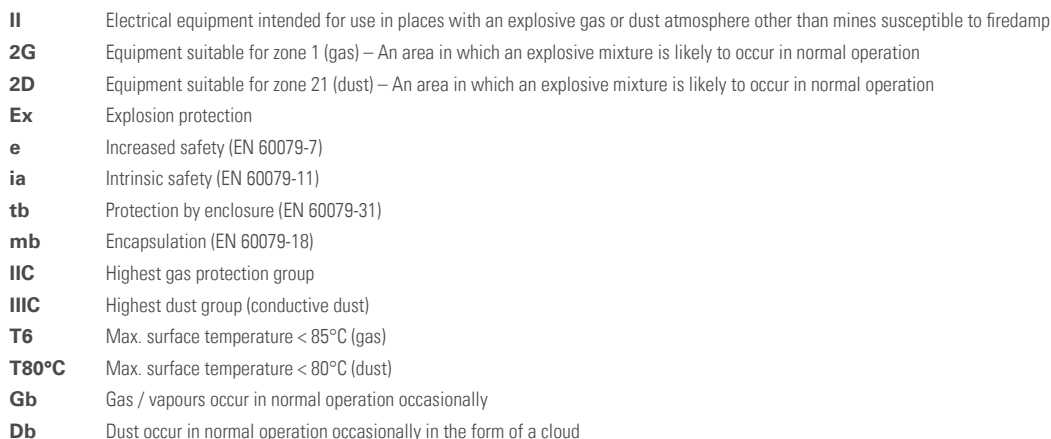 II Electrical equipment intended for use in places with an explosive gas or dust atmosphere other than mines susceptible to firedamp
2G Equipment suitable for zone 1 (gas) – An area in which an explosive mixture is likely to occur in normal operation
2D Equipment suitable for zone 21 (dust) – An area in which an explosive mixture is likely to occur in normal operation
Ex Explosion protection
e Increased safety (EN 60079-7)
ia Intrinsic safety (EN 60079-11)
tb Protection by enclosure (EN 60079-31)
mb Encapsulation (EN 60079-18)
IIC Highest gas protection group
IIIC Highest dust group (conductive dust)
T6 Max. surface temperature < 85°C (gas)
T80°C Max. surface temperature < 80°C (dust)
Gb Gas / vapours occur in normal operation occasionally
Db Dust occur in normal operation occasionally in the form of a cloud